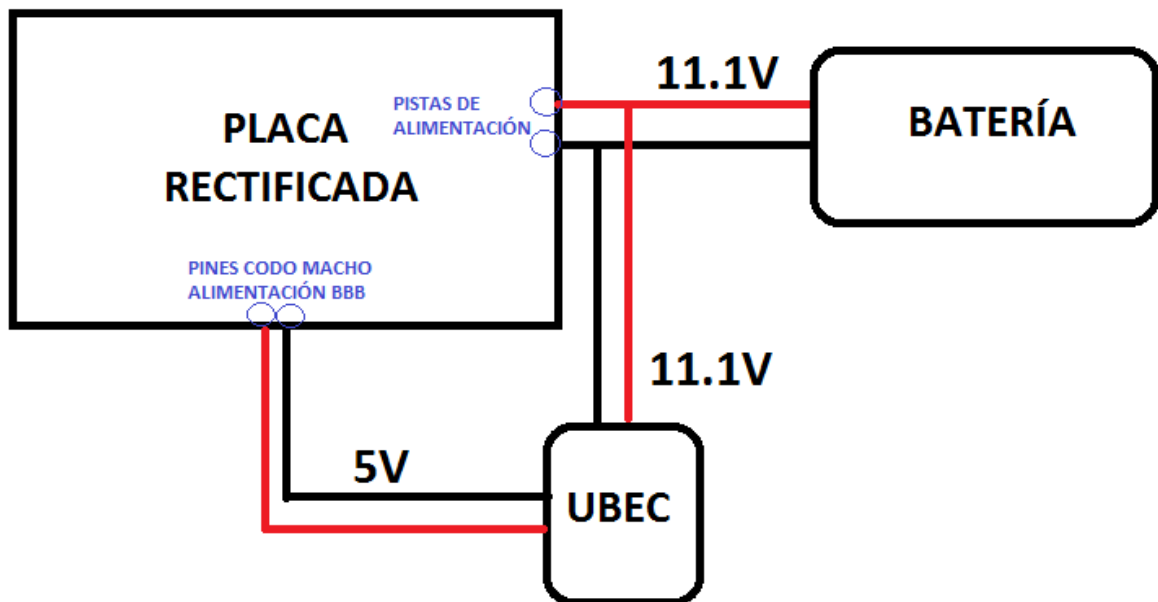 11.1V
BATERÍA
PISTAS DE
ALIMENTACIÓN
PLACA
RECTIFICADA
PINES CODO MACHO
ALIMENTACIÓN BBB
11.1V
5V
UBEC